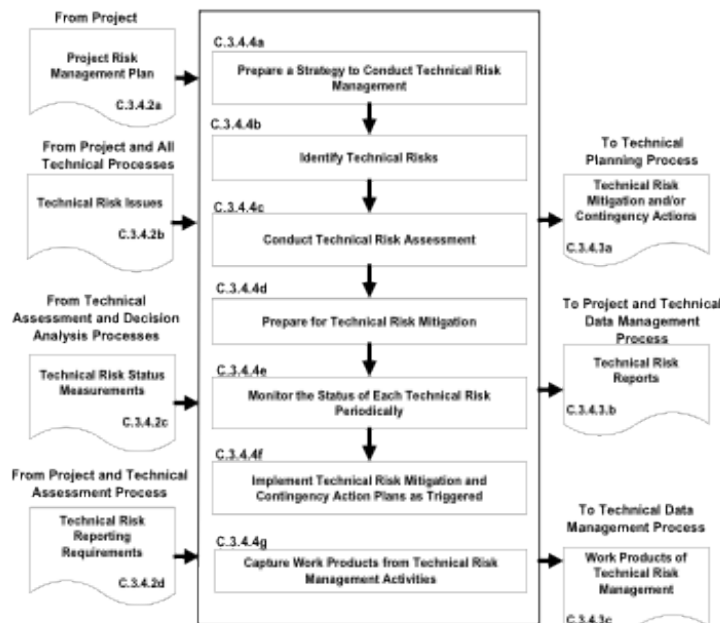 From Project
Project Risk
Management Plan
C.3.4.2a
From Project and All
Technical Processes
Technical Risk Issues
C.3.4.2b
From Technical
Assessment and Decision
Analysis Processes
Technical Risk Status
Measurements
C.3.4.2c
From Project and Technical
Assessment Process
Technical Risk
Reporting
Requirements
C.3.4.2d
C.3.4.4a
Prepare a Strategy to Conduct Technical Risk
Management
C.3.4.4b
Identify Technical Risks
C.3.4.4c
Conduct Technical Risk Assessment
C.3.4.4d
Prepare for Technical Risk Mitigation
C.3.4.4e
Monitor the Status of Each Technical Risk
Periodically
C.3.4.4f
Implement Technical Risk Mitigation and
Contingency Action Plans as Triggered
C.3.4.4g
Capture Work Products from Technical Risk
Management Activities
To Technical
Planning Process
Technical Risk
Mitigation and/or
Contingency Actions
C.3.4.3a
To Project and Technical
Data Management
Process
Technical Risk
Reports
C.3.4.3.b
To Technical Data
Management Process
Work Products of
Technical Risk
Management
C.3.4.3c